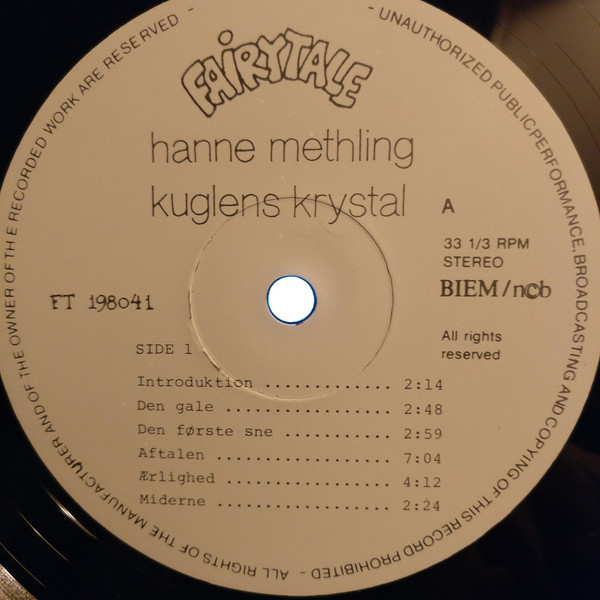 FAIRYTALE
hanne methling
kuglens krystal
A
33 1/3 RPM
STEREO
BIEM/ncb
FT 198041
All rights
reserved
SIDE 1
Introduktion ............. 2:14
Den gale ................. 2:48
Den første sne ........... 2:59
Aftalen .................. 7:04
Ærlighed ................. 4:12
Miderne .................. 2:24
- ALL RIGHTS OF THE MANUFACTURER AND OF THE OWNER OF THE RECORDED WORK ARE RESERVED - UNAUTHORIZED PUBLIC PERFORMANCE, BROADCASTING AND COPYING OF THIS RECORD PROHIBITED